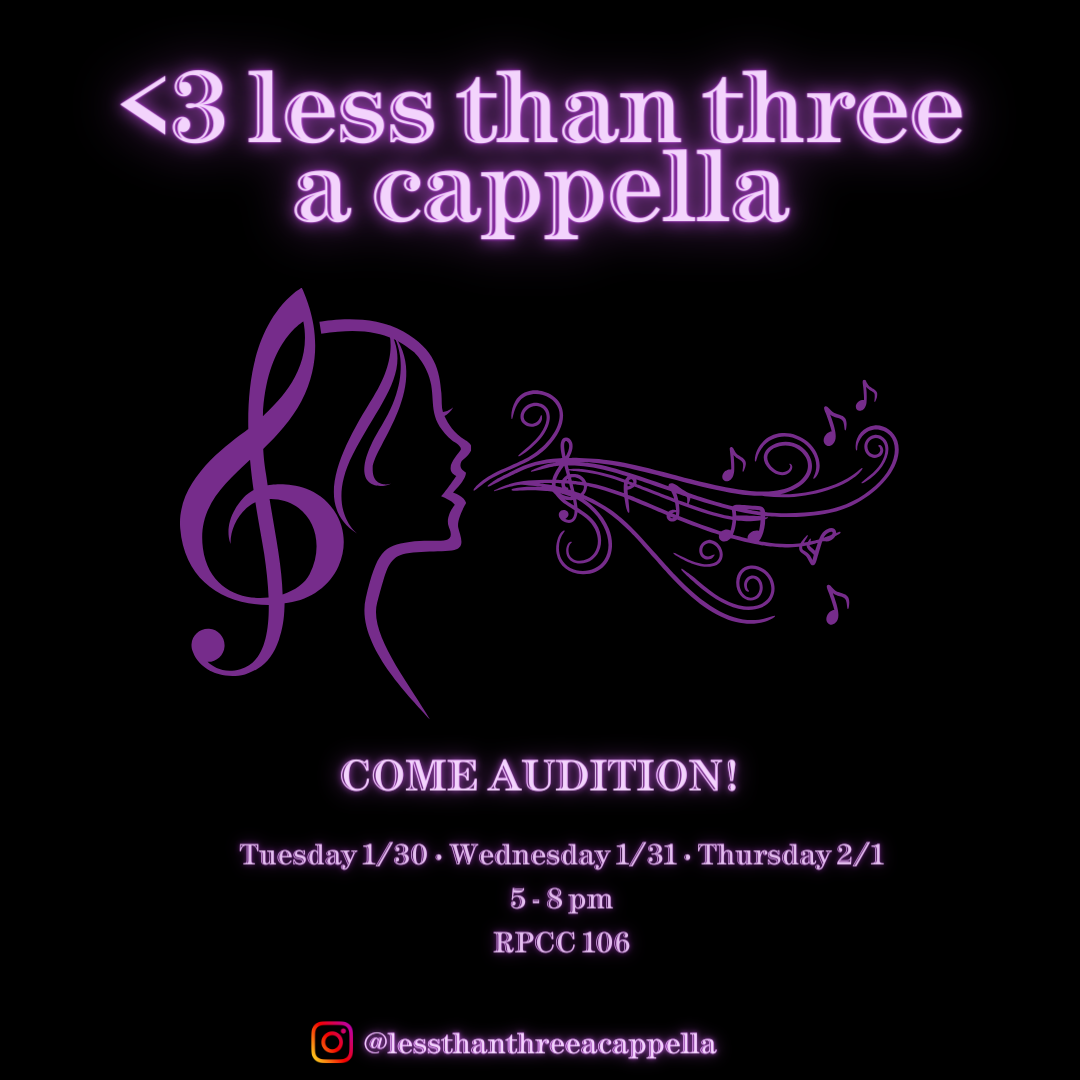 <3 less than three
a cappella
COME AUDITION!
Tuesday 1/30 • Wednesday 1/31 • Thursday 2/1
5 - 8 pm
RPCC 106
@lessthanthreeacappella